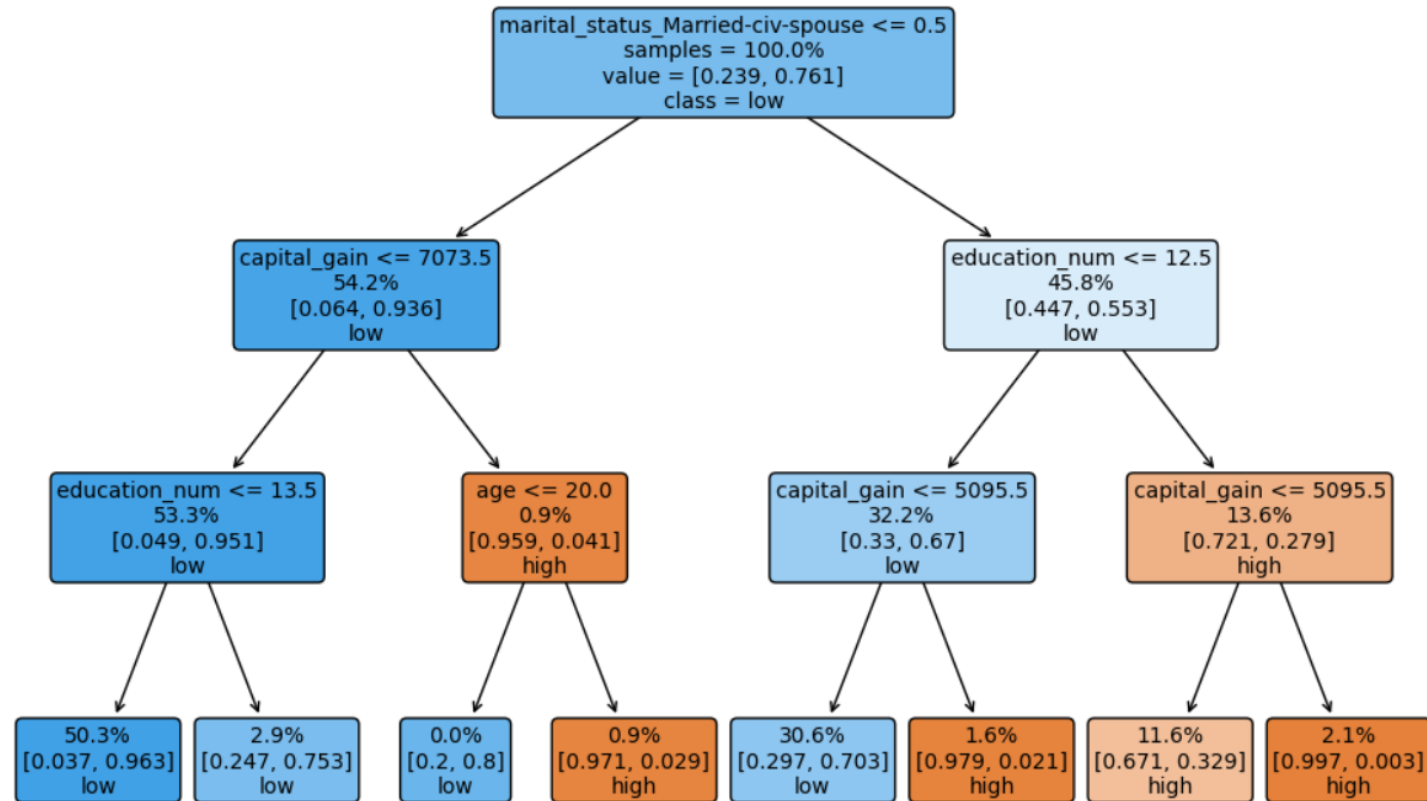 marital_status_Married-civ-spouse <= 0.5
samples = 100.0%
value = [0.239, 0.761]
class = low
capital_gain <= 7073.5
54.2%
[0.064, 0.936]
low
education_num <= 12.5
45.8%
[0.447, 0.553]
low
education_num <= 13.5
53.3%
[0.049, 0.951]
low
age <= 20.0
0.9%
[0.959, 0.041]
high
capital_gain <= 5095.5
32.2%
[0.33, 0.67]
low
capital_gain <= 5095.5
13.6%
[0.721, 0.279]
high
50.3%
[0.037, 0.963]
low
2.9%
[0.247, 0.753]
low
0.0%
[0.2, 0.8]
low
0.9%
[0.971, 0.029]
high
30.6%
[0.297, 0.703]
low
1.6%
[0.979, 0.021]
high
11.6%
[0.671, 0.329]
high
2.1%
[0.997, 0.003]
high